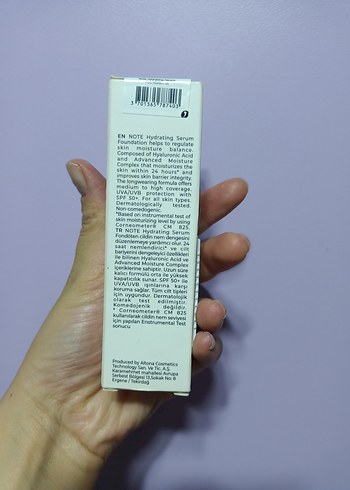 3 701365 787403
EN NOTE Hydrating Serum
Foundation helps to regulate
skin moisture balance.
Composed of Hyaluronic Acid
and Advanced Moisture
Complex that moisturizes the
skin within 24 hours* and
improves skin barrier integrity.
The longwearing formula offers
medium to high coverage.
UVA/UVB protection with
SPF 50+. For all skin types.
Dermatologically tested.
Non-comedogenic.
*Based on instrumental test of
skin moisturizing level by using
Corneometer® CM 825.
TR NOTE Hydrating Serum
Fondöten cildin nem dengesini
düzenlemeye yardımcı olur. 24
saat nemlendirici* ve cilt
bariyerini dengeleyici özellikleri
ile bilinen Hyaluronic Acid ve
Advanced Moisture Complex
içeriklerine sahiptir. Uzun süre
kalıcı formülü orta ile yüksek
kapatıcılık sunar. SPF 50+ ile
UVA/UVB ışınlarına karşı
koruma sağlar. Tüm cilt tipleri
için uygundur. Dermatolojik
olarak test edilmiştir.
Komedojenik değildir.
* Corneometer® CM 825
kullanılarak cildin nem seviyesi
için yapılan Enstrumental Test
sonucu
Produced by Altona Cosmetics
Technology San. Ve Tic. A.Ş.
Karamehmet mahallesi Avrupa
Serbest Bölgesi 13.Sokak No: 8
Ergene / Tekirdağ